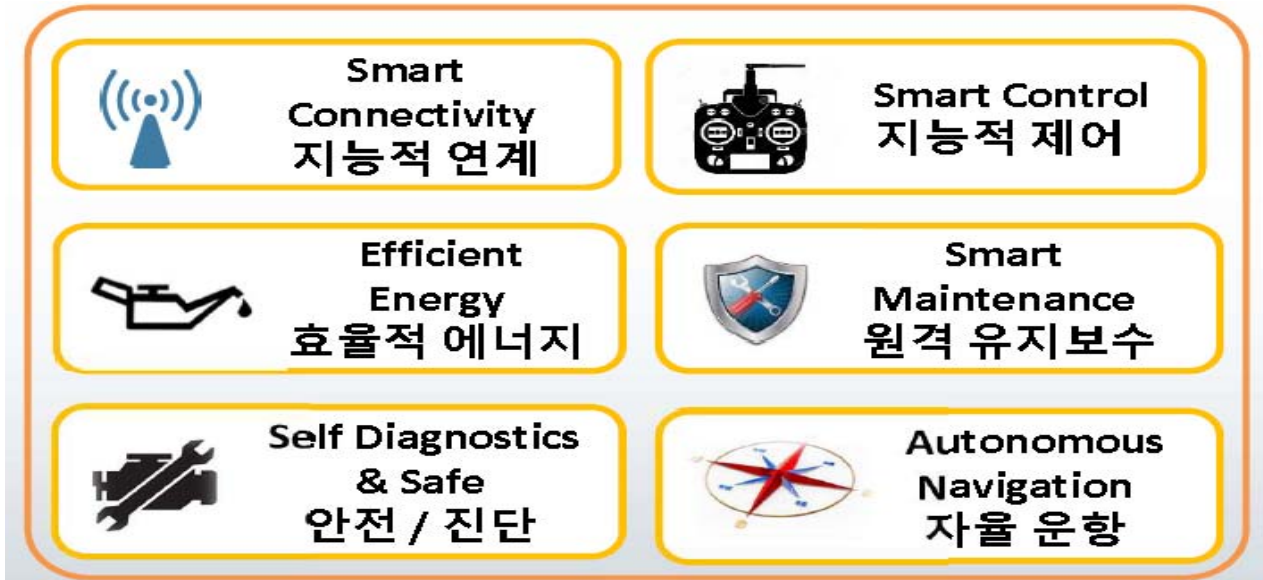 Smart
Connectivity
지능적 연계
Smart Control
지능적 제어
Efficient
Energy
효율적 에너지
Smart
Maintenance
원격 유지보수
Self Diagnostics
& Safe
안전 / 진단
Autonomous
Navigation
자율 운항